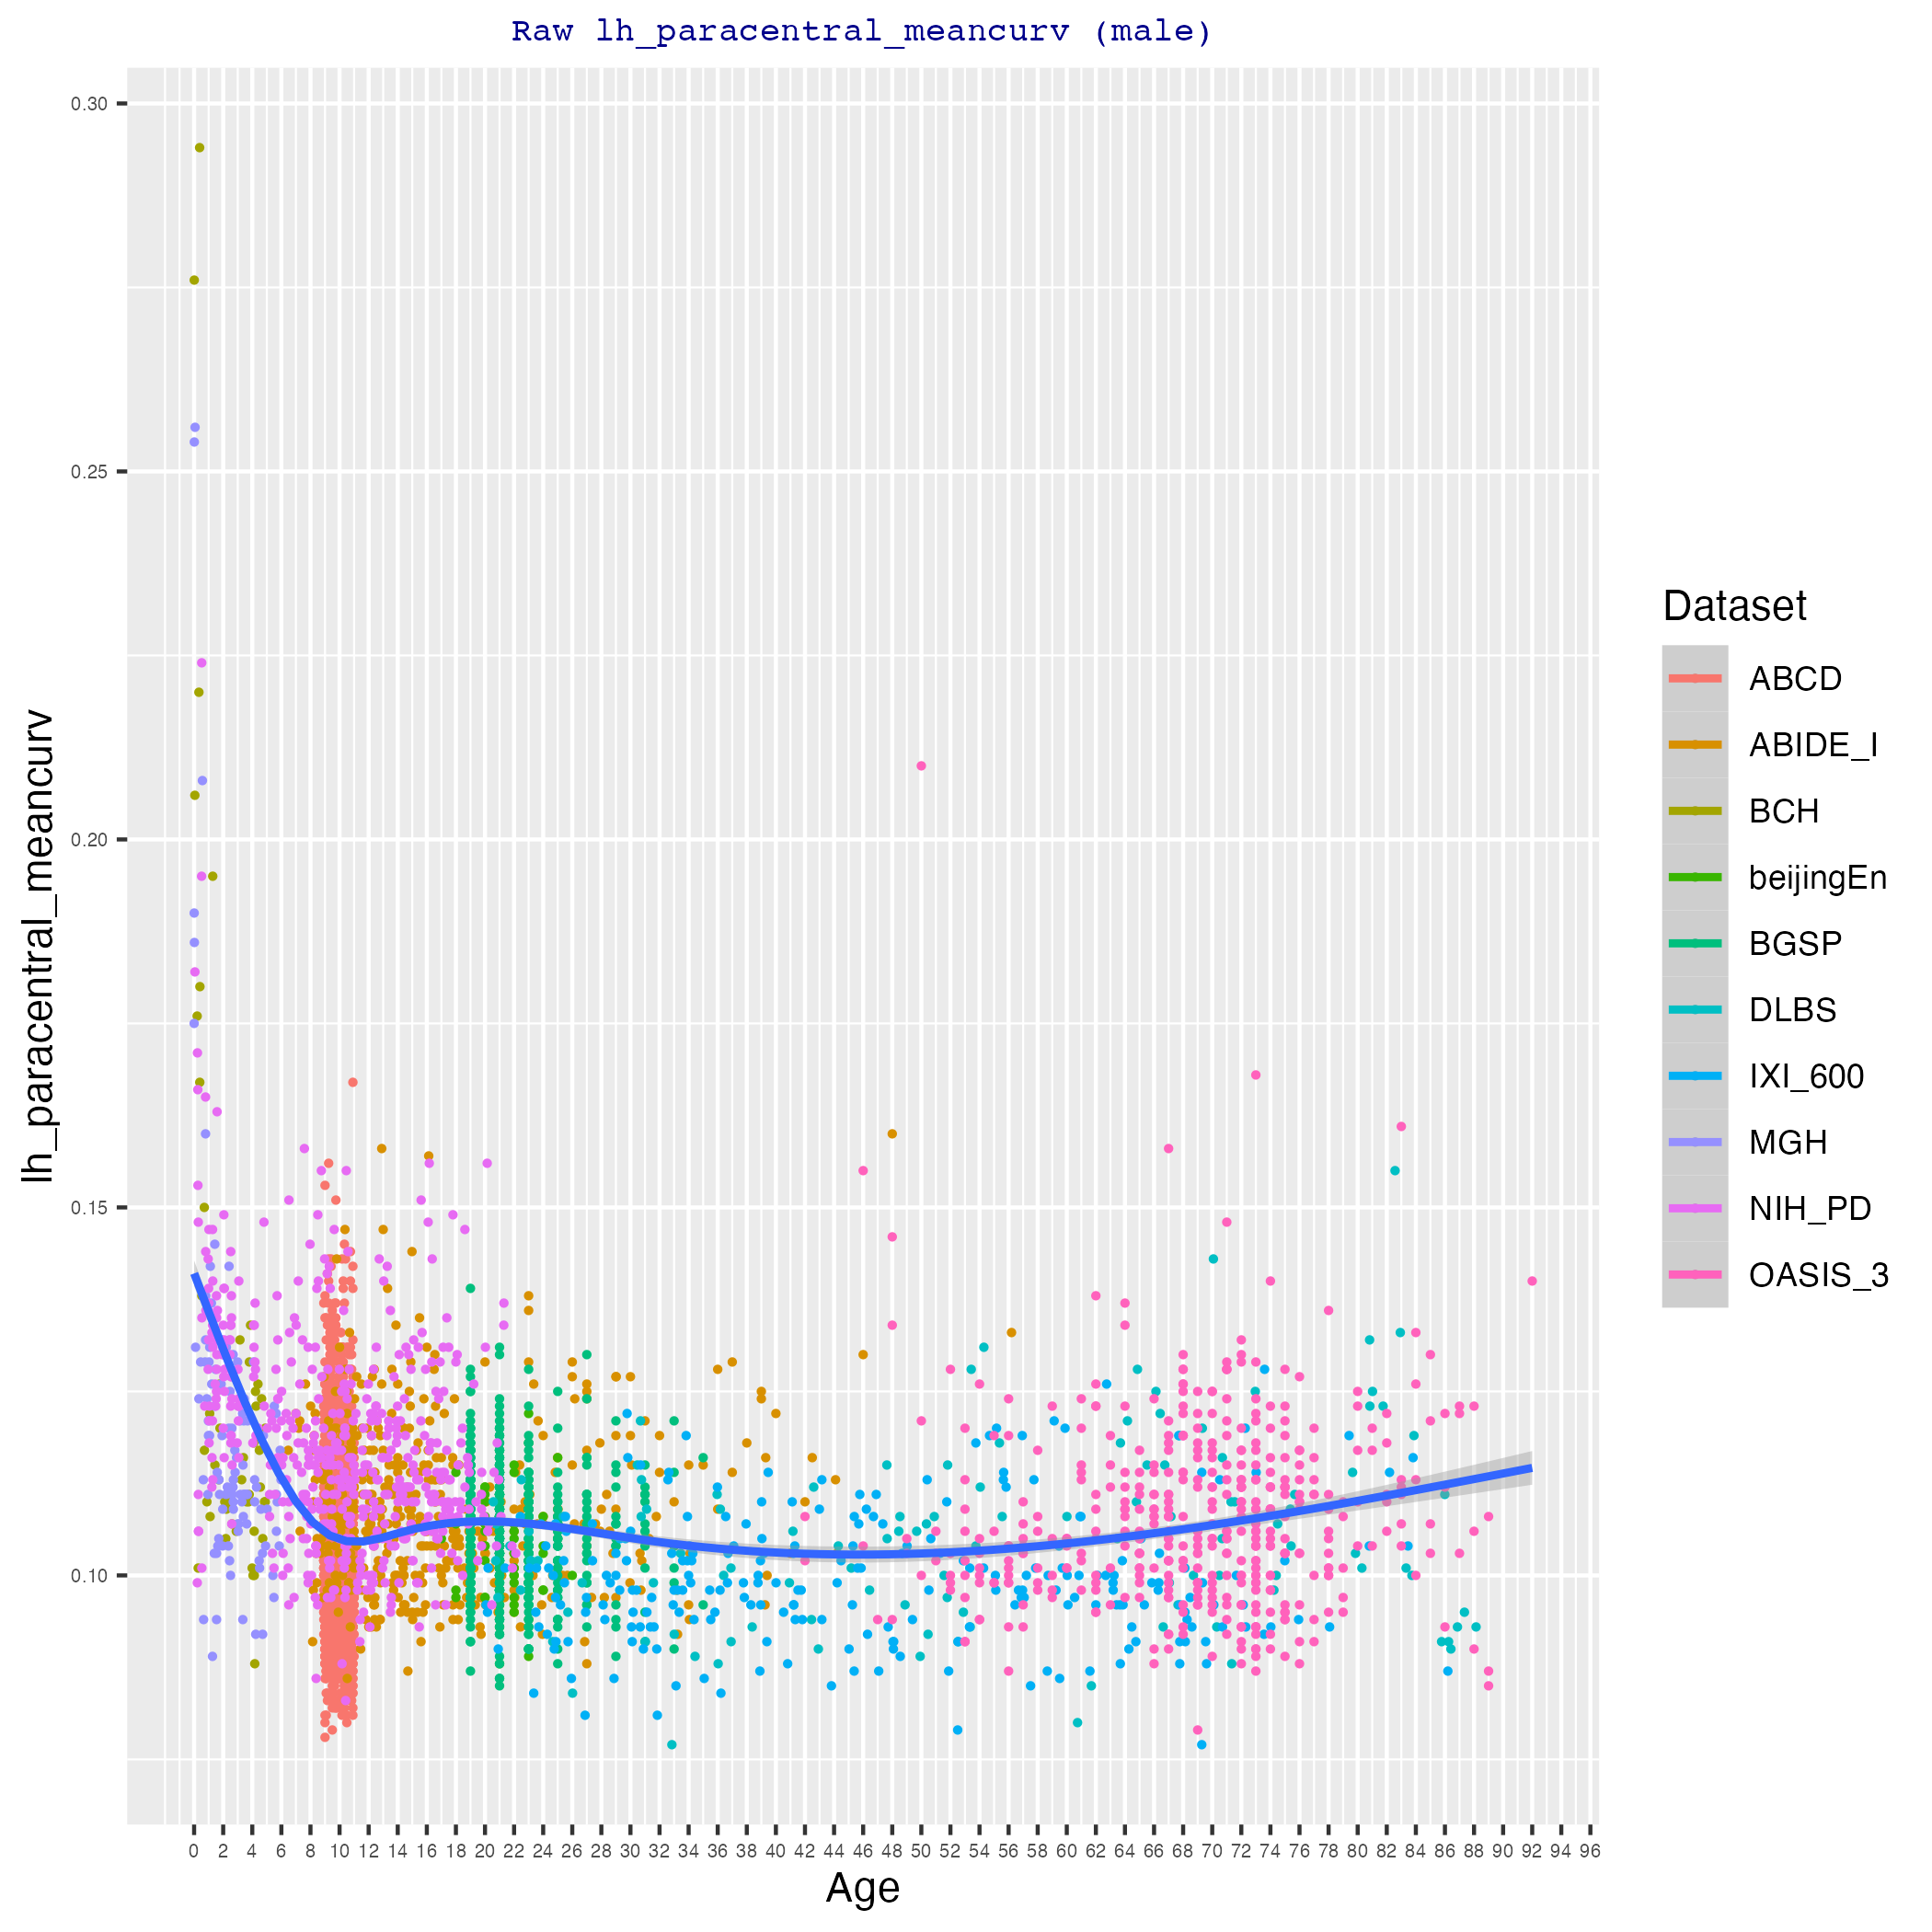 Raw lh_paracentral_meancurv (male)
lh_paracentral_meancurv
0.30
0.25
0.20
0.15
0.10
0 2 4 6 8 10 12 14 16 18 20 22 24 26 28 30 32 34 36 38 40 42 44 46 48 50 52 54 56 58 60 62 64 66 68 70 72 74 76 78 80 82 84 86 88 90 92 94 96
Age
Dataset
ABCD
ABIDE_I
BCH
beijingEn
BGSP
DLBS
IXI_600
MGH
NIH_PD
OASIS_3